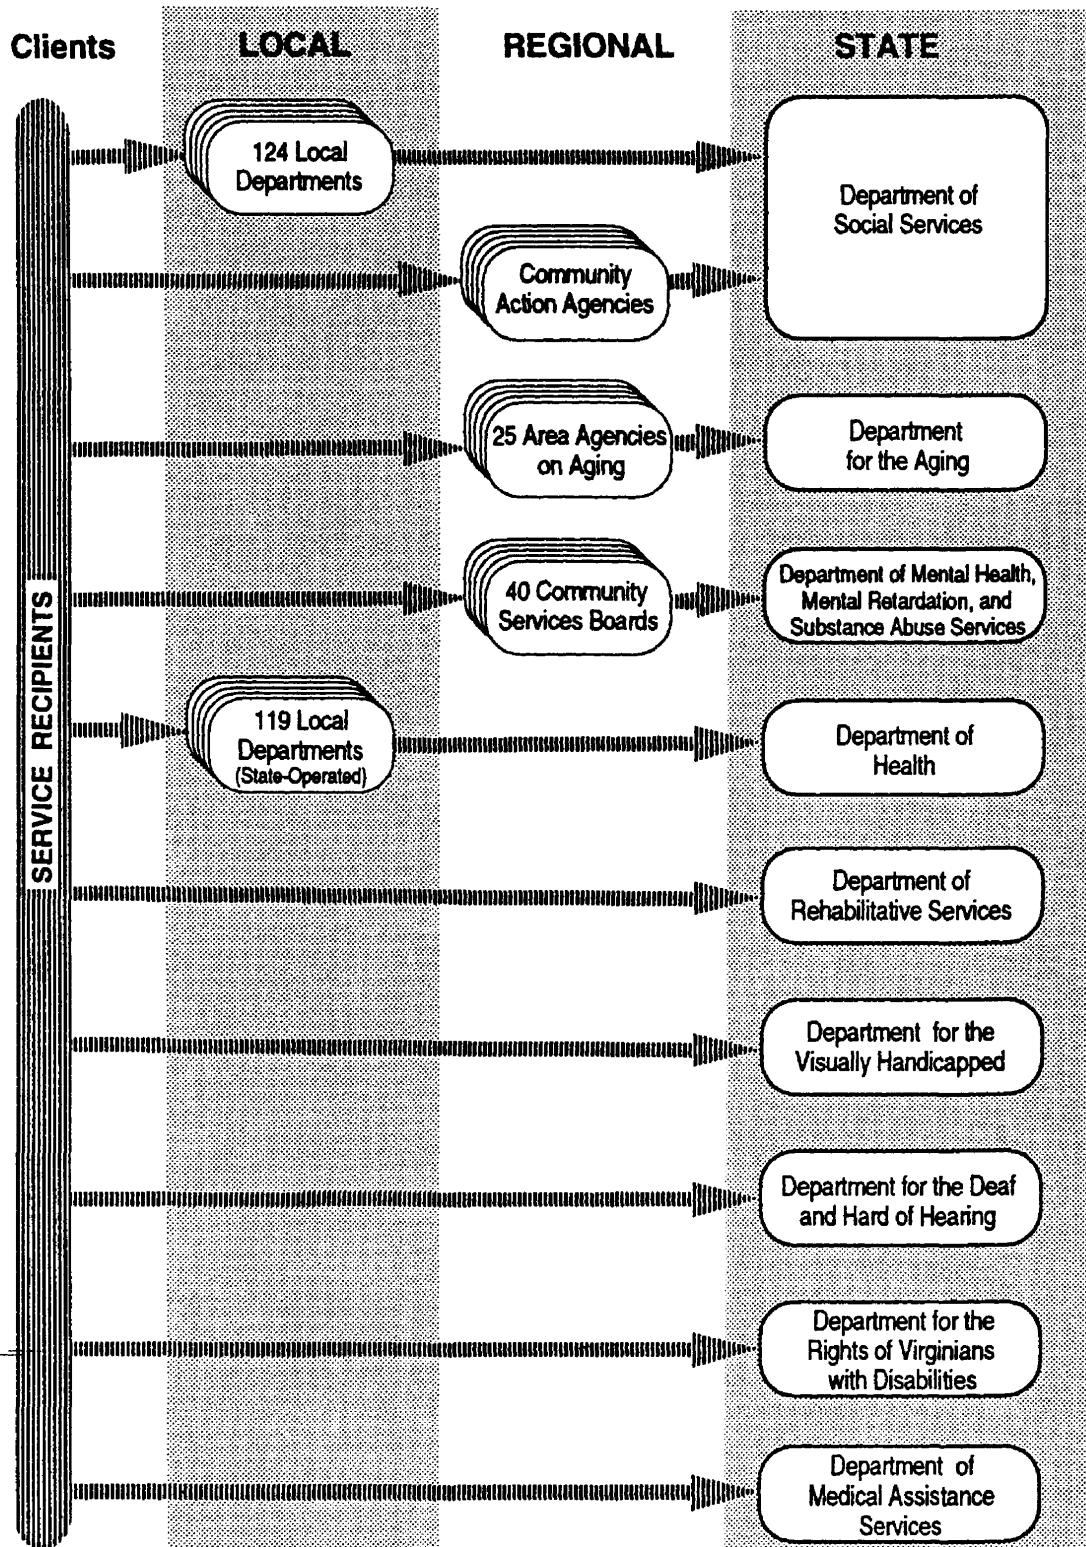 Clients
LOCAL
REGIONAL
STATE
SERVICE RECIPIENTS
124 Local
Departments
Department of
Social Services
Community
Action Agencies
25 Area Agencies
on Aging
Department
for the Aging
40 Community
Services Boards
Department of Mental Health,
Mental Retardation, and
Substance Abuse Services
119 Local
Departments
(State-Operated)
Department of
Health
Department of
Rehabilitative Services
Department for the
Visually Handicapped
Department for the Deaf
and Hard of Hearing
Department for the
Rights of Virginians
with Disabilities
Department of
Medical Assistance
Services